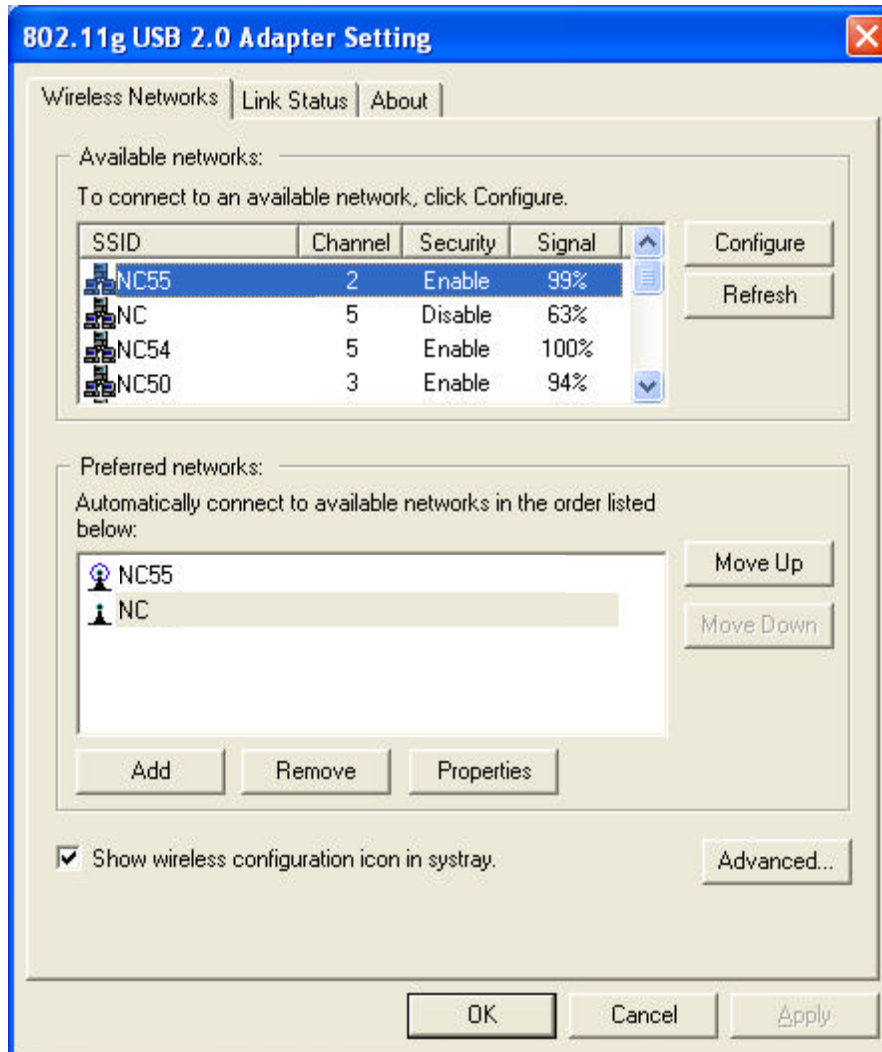 802.11g USB 2.0 Adapter Setting
Wireless Networks Link Status About
Available networks:
To connect to an available network, click Configure.
SSID Channel Security Signal
NC55 2 Enable 99%
NC 5 Disable 63%
NC54 5 Enable 100%
NC50 3 Enable 94%
Configure
Refresh
Preferred networks:
Automatically connect to available networks in the order listed
below:
NC55
NC
Move Up
Move Down
Add Remove Properties
Show wireless configuration icon in systray.
Advanced...
OK Cancel Apply